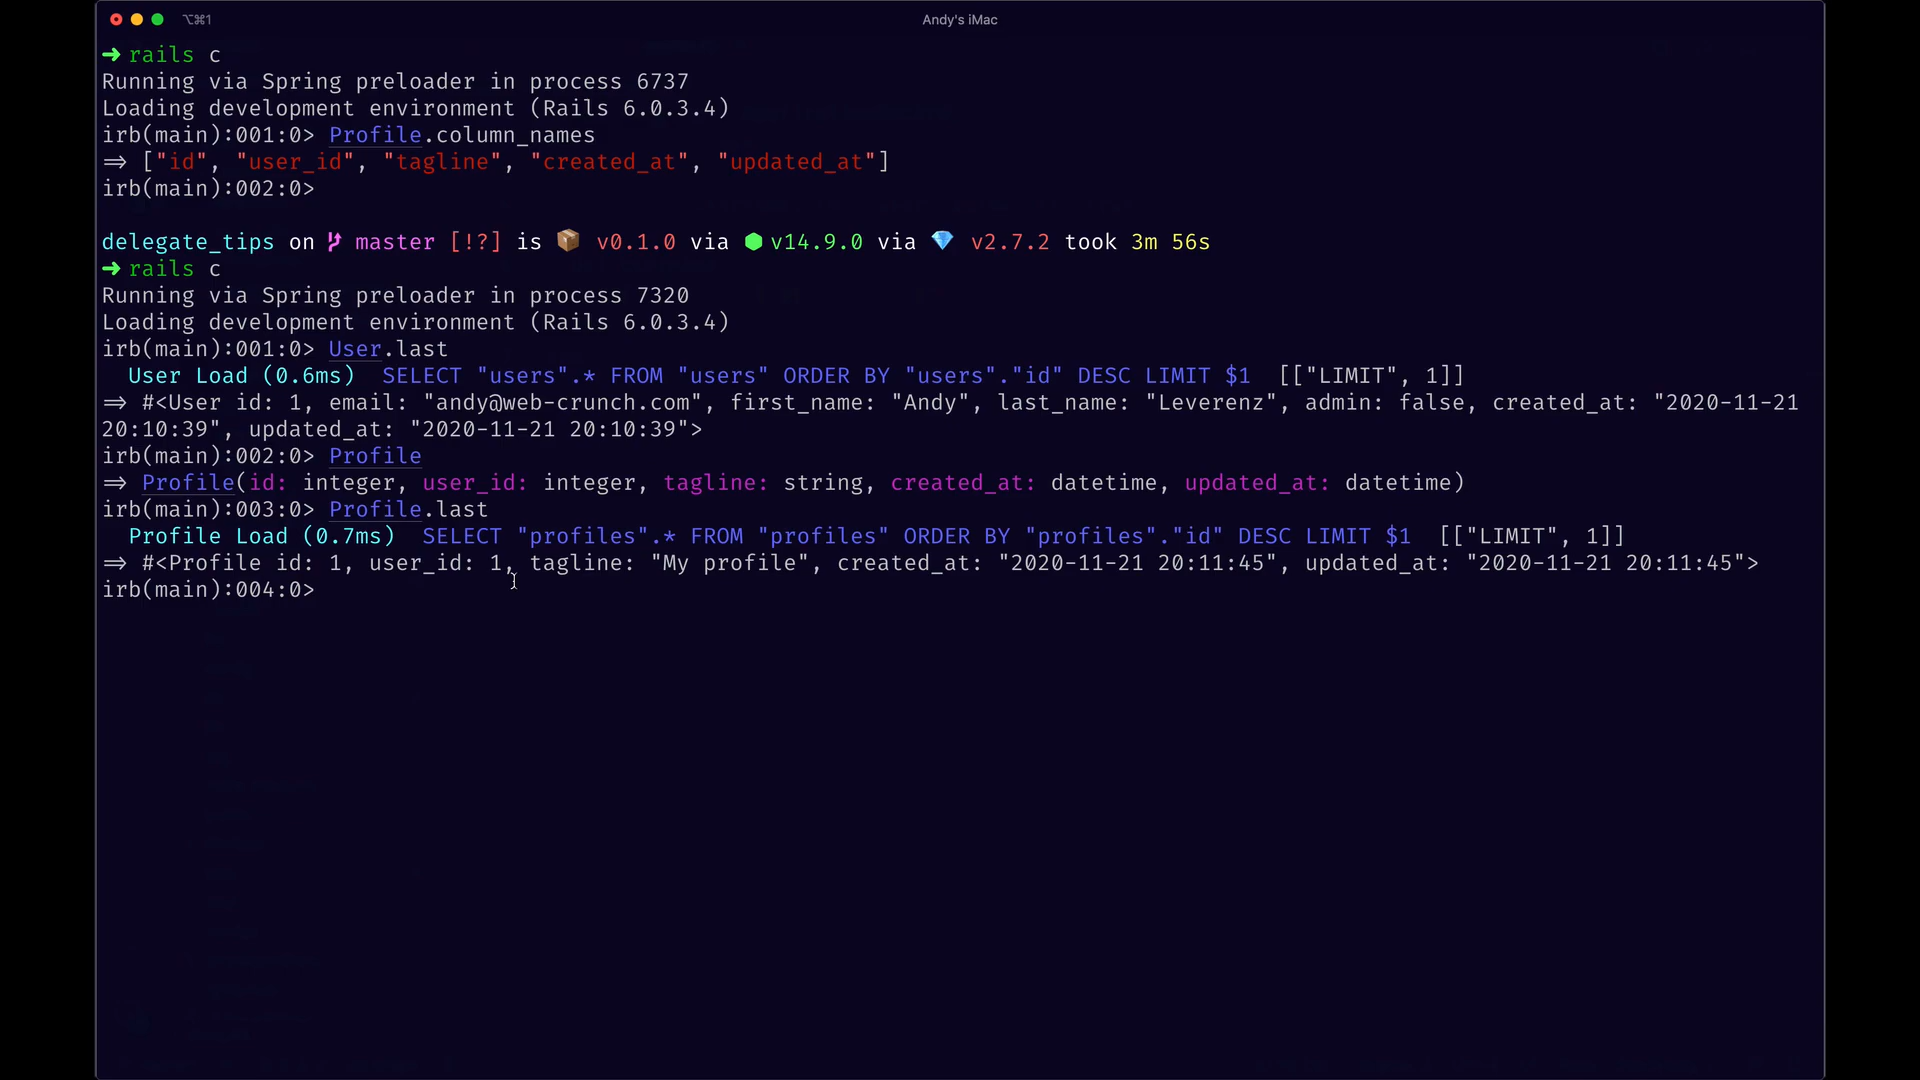 ⌥⌘1
Andy's iMac
➜ rails c
Running via Spring preloader in process 6737
Loading development environment (Rails 6.0.3.4)
irb(main):001:0> Profile.column_names
=> ["id", "user_id", "tagline", "created_at", "updated_at"]
irb(main):002:0>
delegate_tips on master [!?] is 📦 v0.1.0 via ⬢ v14.9.0 via 💎 v2.7.2 took 3m 56s
➜ rails c
Running via Spring preloader in process 7320
Loading development environment (Rails 6.0.3.4)
irb(main):001:0> User.last
User Load (0.6ms)  SELECT "users".* FROM "users" ORDER BY "users"."id" DESC LIMIT $1  [["LIMIT", 1]]
=> #<User id: 1, email: "andy@web-crunch.com", first_name: "Andy", last_name: "Leverenz", admin: false, created_at: "2020-11-21
20:10:39", updated_at: "2020-11-21 20:10:39">
irb(main):002:0> Profile
=> Profile(id: integer, user_id: integer, tagline: string, created_at: datetime, updated_at: datetime)
irb(main):003:0> Profile.last
Profile Load (0.7ms)  SELECT "profiles".* FROM "profiles" ORDER BY "profiles"."id" DESC LIMIT $1  [["LIMIT", 1]]
=> #<Profile id: 1, user_id: 1, tagline: "My profile", created_at: "2020-11-21 20:11:45", updated_at: "2020-11-21 20:11:45">
irb(main):004:0>